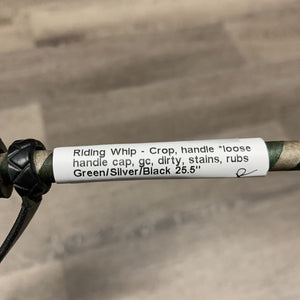 Riding Whip - Crop, handle *loose
handle cap, gc, dirty, stains, rubs
Green/Silver/Black 25.5"